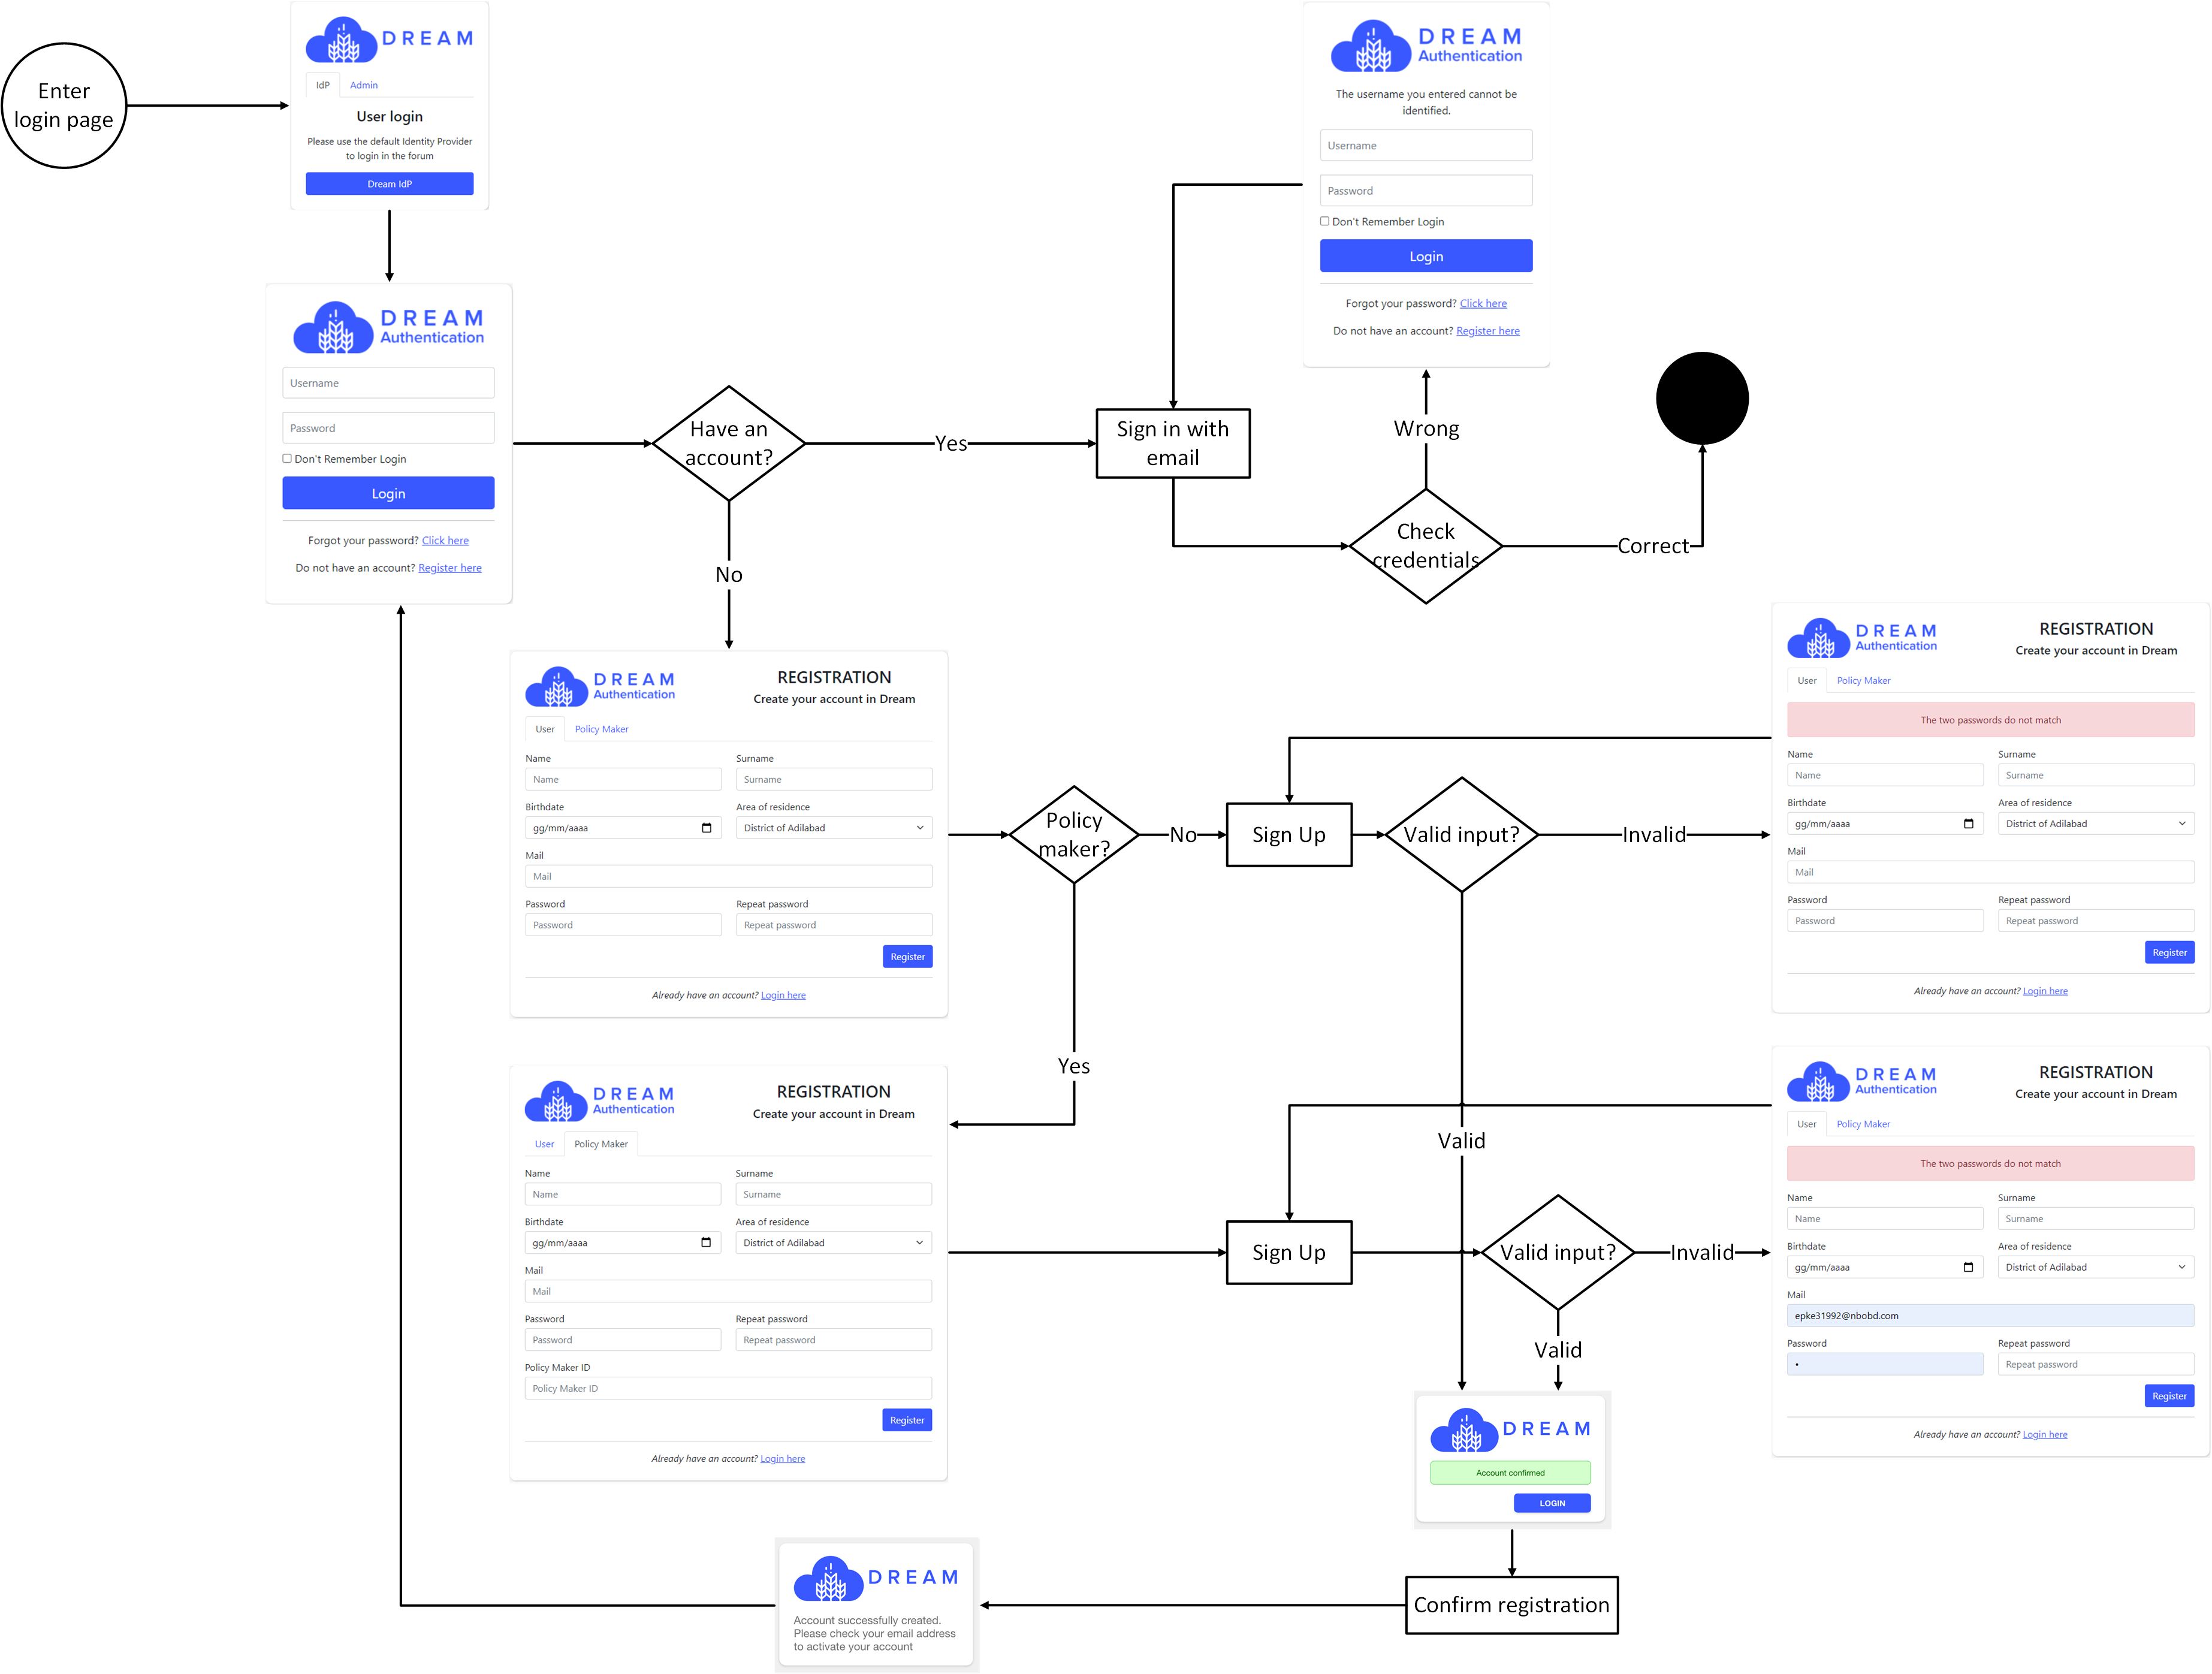 Enter
login page
DREAM
IdP
Admin
User login
Please use the default Identity Provider
to login in the forum
Dream IdP
DREAM
Authentication
The username you entered cannot be
identified.
Username
Password
Don't Remember Login
Login
Forgot your password? Click here
Do not have an account? Register here
DREAM
Authentication
Username
Password
Don't Remember Login
Login
Forgot your password? Click here
Do not have an account? Register here
Have an
account?
Yes
Sign in with
email
Wrong
Check
credentials
Correct
No
DREAM
Authentication
REGISTRATION
Create your account in Dream
User
Policy Maker
Name
Surname
Name
Surname
Birthdate
Area of residence
gg/mm/aaaa
District of Adilabad
Mail
Mail
Password
Repeat password
Password
Repeat password
Register
Already have an account? Login here
Policy
maker?
No
Sign Up
Valid input?
Invalid
DREAM
Authentication
REGISTRATION
Create your account in Dream
User
Policy Maker
The two passwords do not match
Name
Surname
Name
Surname
Birthdate
Area of residence
gg/mm/aaaa
District of Adilabad
Mail
Mail
Password
Repeat password
Password
Repeat password
Register
Already have an account? Login here
Yes
Valid
DREAM
Authentication
REGISTRATION
Create your account in Dream
User
Policy Maker
Name
Surname
Name
Surname
Birthdate
Area of residence
gg/mm/aaaa
District of Adilabad
Mail
Mail
Password
Repeat password
Password
Repeat password
Policy Maker ID
Policy Maker ID
Register
Already have an account? Login here
Sign Up
Valid input?
Invalid
Valid
DREAM
Authentication
REGISTRATION
Create your account in Dream
User
Policy Maker
The two passwords do not match
Name
Surname
Name
Surname
Birthdate
Area of residence
gg/mm/aaaa
District of Adilabad
Mail
epke31992@nbobd.com
Password
Repeat password
•
Repeat password
Register
Already have an account? Login here
DREAM
Account confirmed
LOGIN
Confirm registration
DREAM
Account successfully created.
Please check your email address
to activate your account